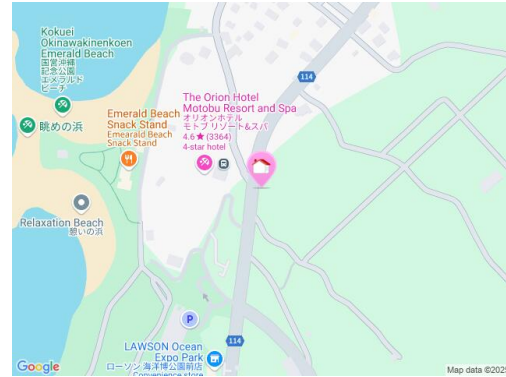 Kokuei
Okinawakinenkoen
Emerald Beach
国営沖縄
記念公園
エメラルド
ビーチ
眺めの浜
Emerald Beach
Snack Stand
Emearald Beach
Snack Stand
The Orion Hotel
Motobu Resort and Spa
オリオンホテル
モトブ リゾート&スパ
4.6★ (3364)
4-star hotel
114
Relaxation Beach
憩いの浜
P
LAWSON Ocean
Expo Park
ローソン 海洋博公園前店
Convenience store
114
Google
Map data ©2025